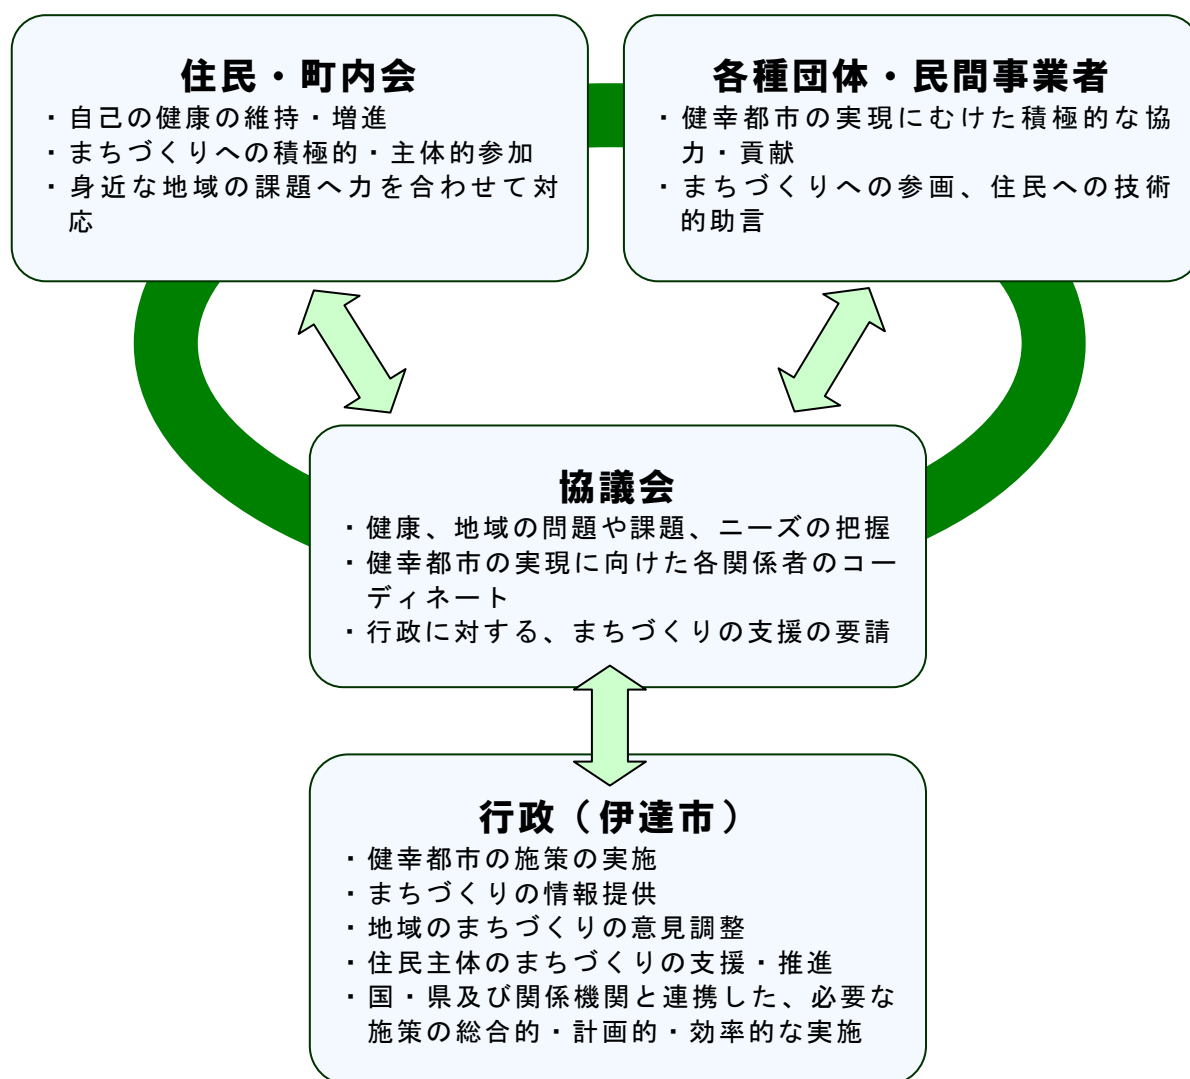 住民・町内会
・自己の健康の維持・増進
・まちづくりへの積極的・主体的参加
・身近な地域の課題へ力を合わせて対
応
各種団体・民間事業者
・健幸都市の実現にむけた積極的な協
力・貢献
・まちづくりへの参画、住民への技術
的助言
協議会
・健康、地域の問題や課題、ニーズの把握
・健幸都市の実現に向けた各関係者のコー
ディネート
・行政に対する、まちづくりの支援の要請
行政（伊達市）
・健幸都市の施策の実施
・まちづくりの情報提供
・地域のまちづくりの意見調整
・住民主体のまちづくりの支援・推進
・国・県及び関係機関と連携した、必要な
施策の総合的・計画的・効率的な実施